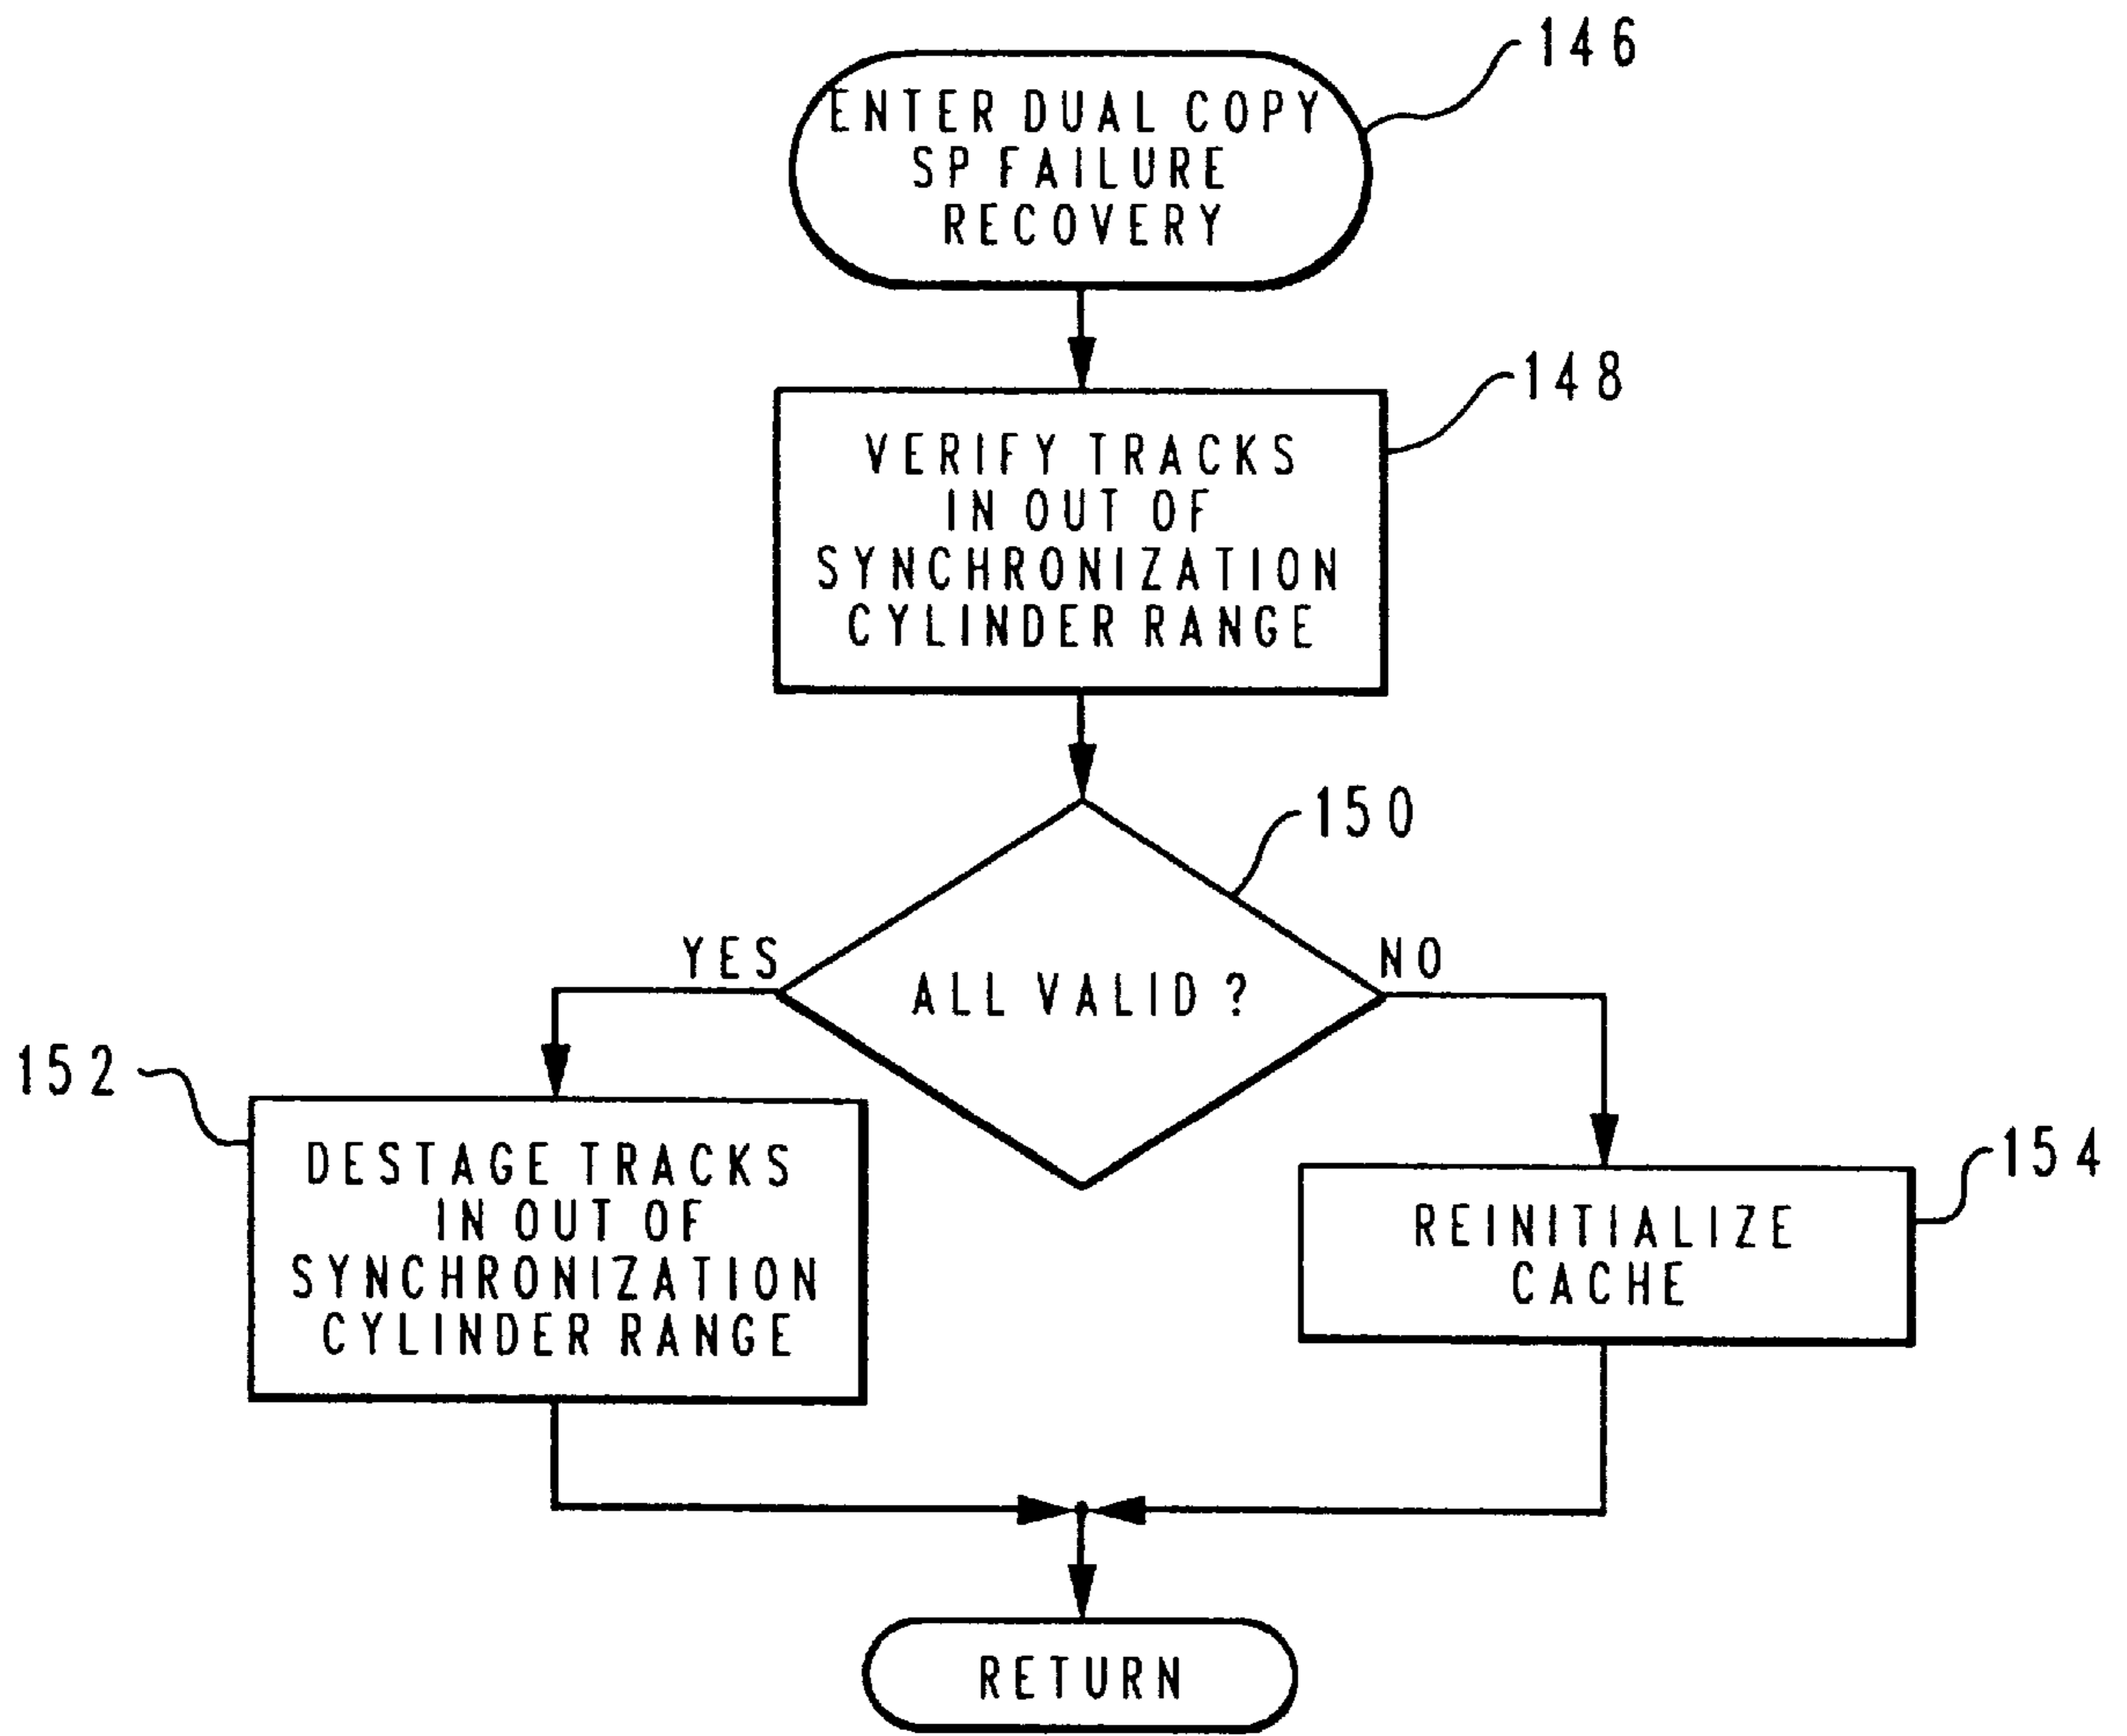 146
ENTER DUAL COPY
SP FAILURE
RECOVERY
148
VERIFY TRACKS
IN OUT OF
SYNCHRONIZATION
CYLINDER RANGE
150
YES
ALL VALID ?
NO
152
DESTAGE TRACKS
IN OUT OF
SYNCHRONIZATION
CYLINDER RANGE
154
REINITIALIZE
CACHE
RETURN